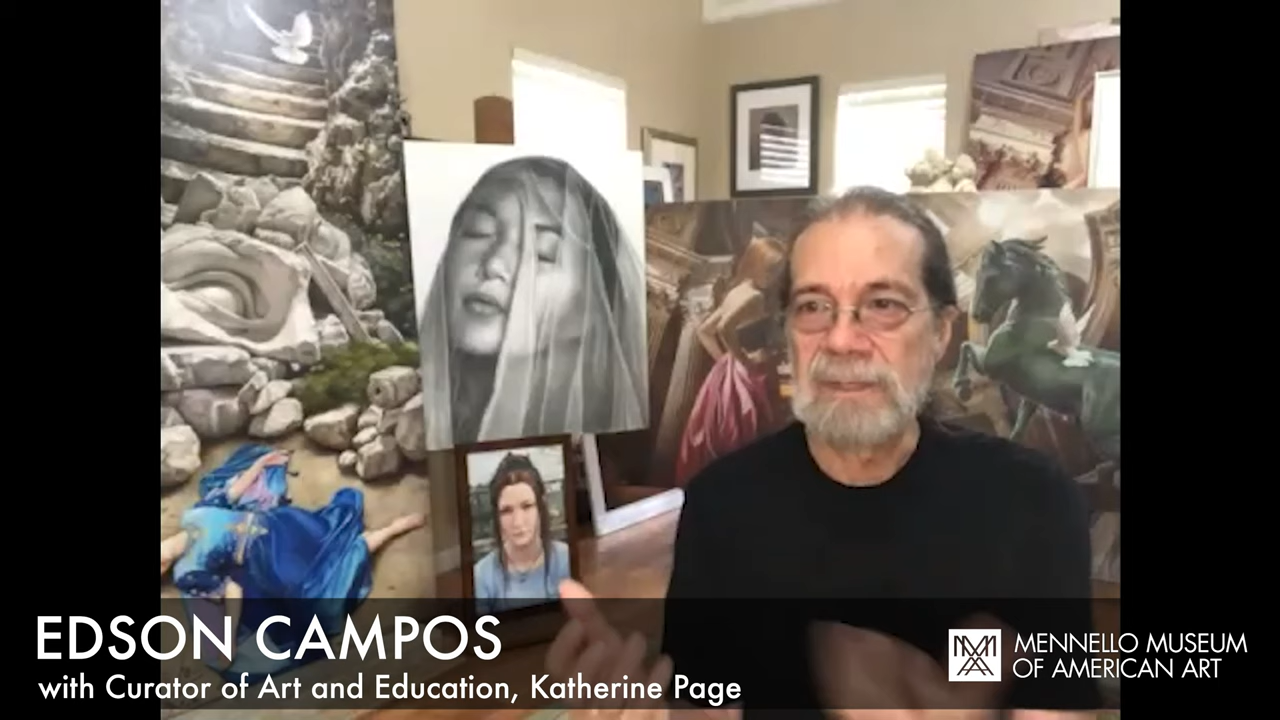 EDSON CAMPOS
with Curator of Art and Education, Katherine Page
MENNELLO MUSEUM
OF AMERICAN ART